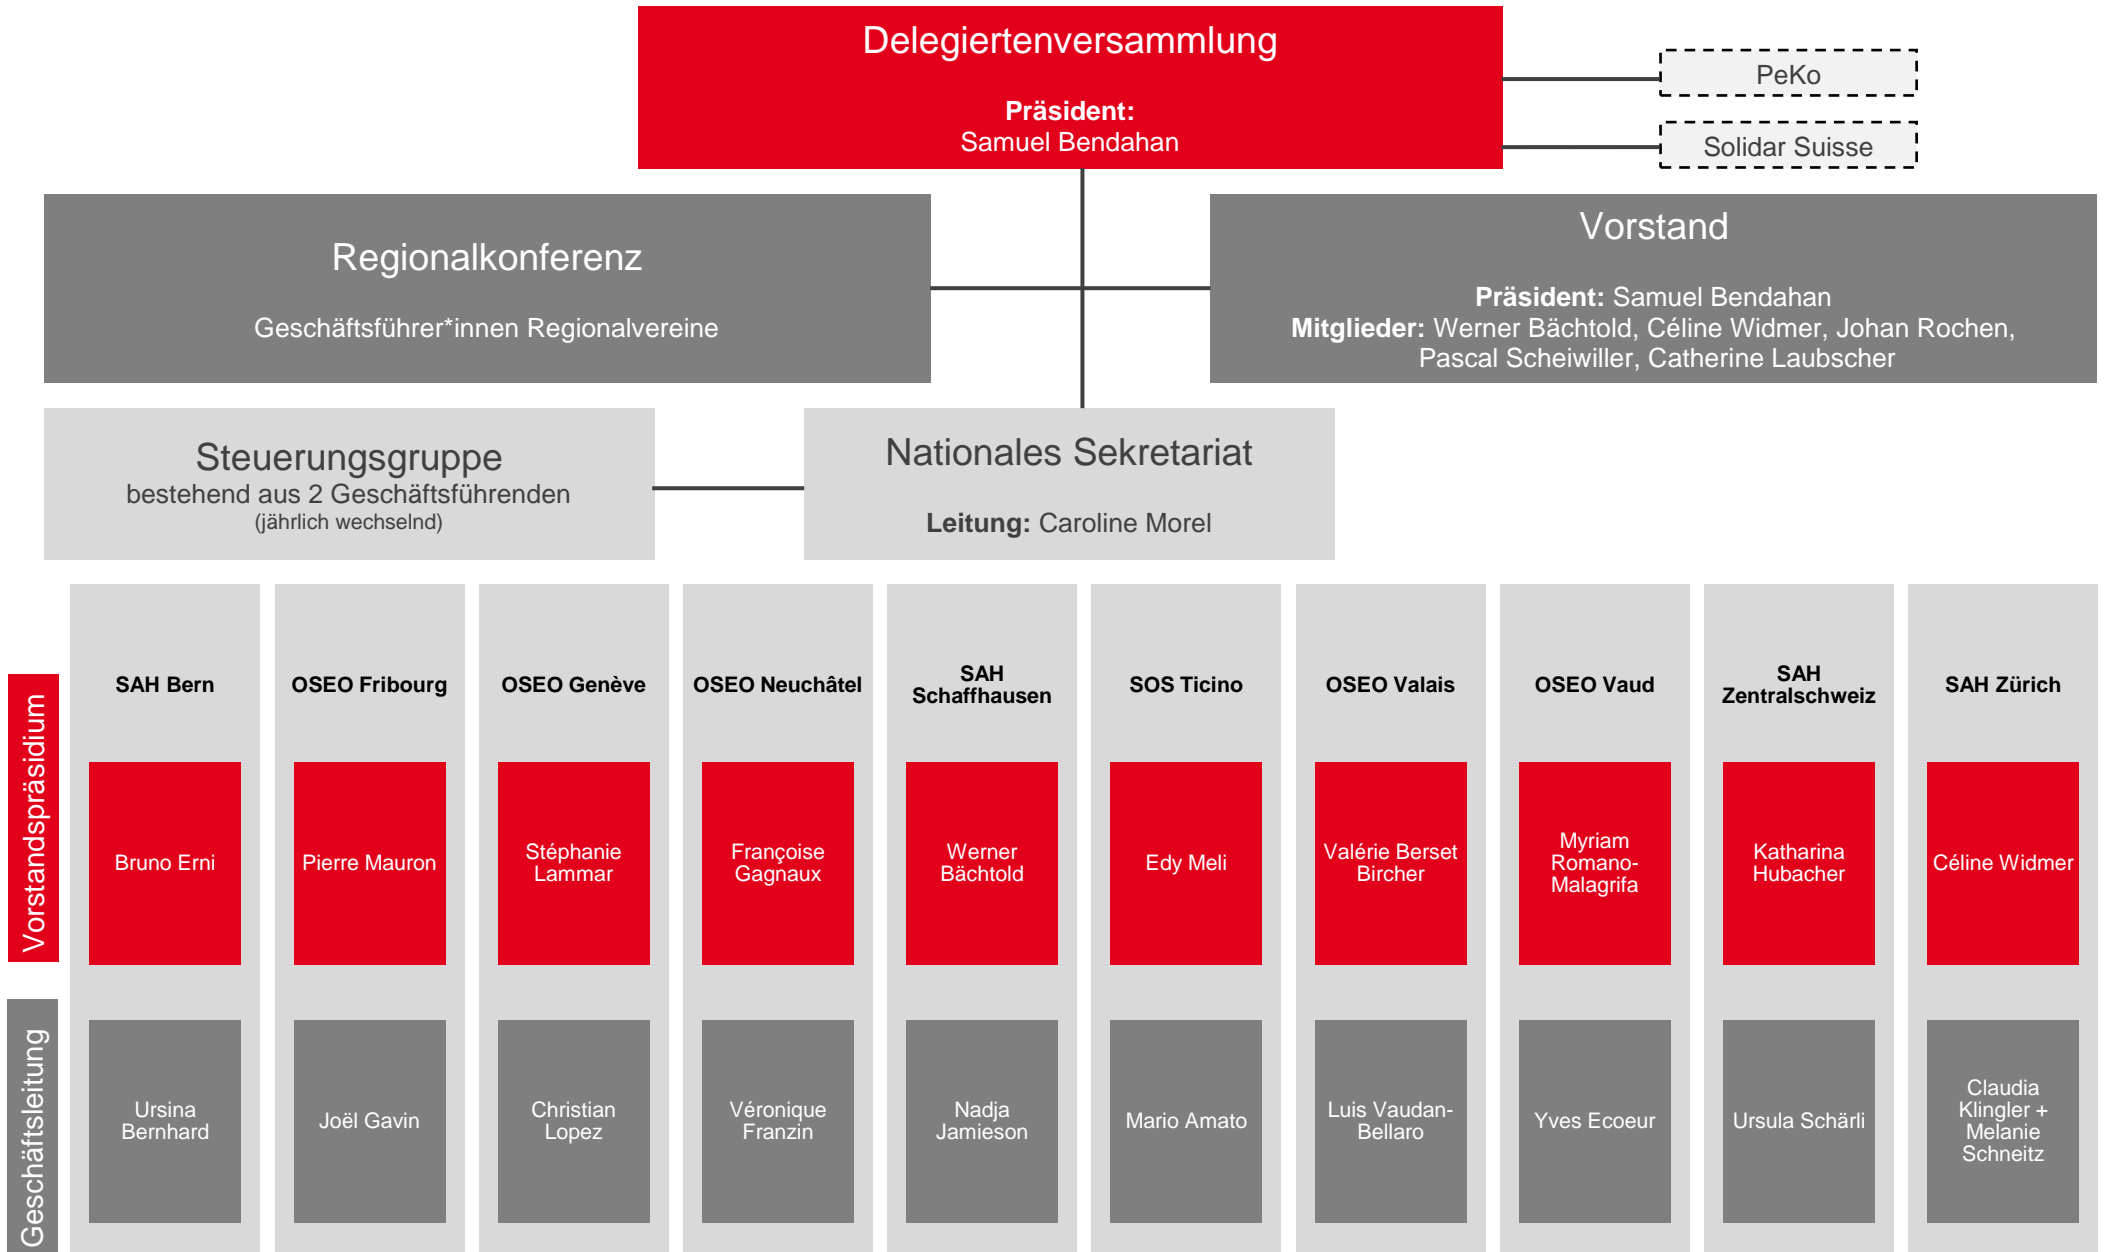 Delegiertenversammlung
Präsident:
Samuel Bendahan
PeKo
Solidar Suisse
Regionalkonferenz
Geschäftsführer*innen Regionalvereine
Vorstand
Präsident: Samuel Bendahan
Mitglieder: Werner Bächtold, Céline Widmer, Johan Rochen,
Pascal Scheiwiller, Catherine Laubscher
Steuerungsgruppe
bestehend aus 2 Geschäftsführenden
(jährlich wechselnd)
Nationales Sekretariat
Leitung: Caroline Morel
SAH Bern
OSEO Fribourg
OSEO Genève
OSEO Neuchâtel
SAH
Schaffhausen
SOS Ticino
OSEO Valais
OSEO Vaud
SAH
Zentralschweiz
SAH Zürich
Vorstandspräsidium
Bruno Erni
Pierre Mauron
Stéphanie
Lammar
Françoise
Gagnaux
Werner
Bächtold
Edy Meli
Valérie Berset
Bircher
Myriam
Romano-
Malagrifa
Katharina
Hubacher
Céline Widmer
Geschäftsleitung
Ursina
Bernhard
Joël Gavin
Christian
Lopez
Véronique
Franzin
Nadja
Jamieson
Mario Amato
Luis Vaudan-
Bellaro
Yves Ecoeur
Ursula Schärli
Claudia
Klingler +
Melanie
Schneitz